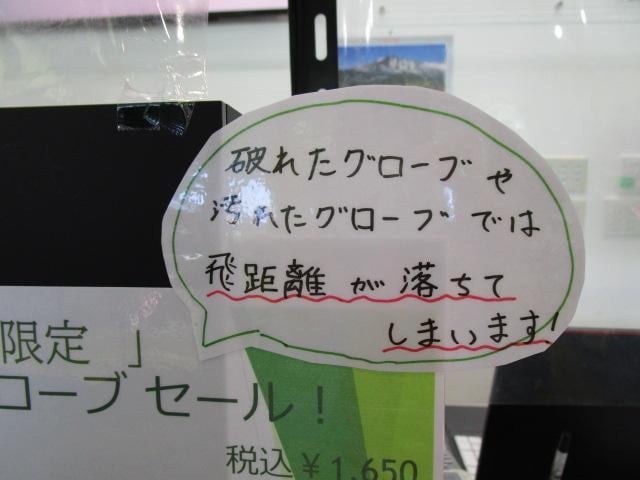 破れたグローブや
汚れたグローブでは
飛距離が落ちて
しまいます!
限定 」
ローブ セール!
税込¥1,650